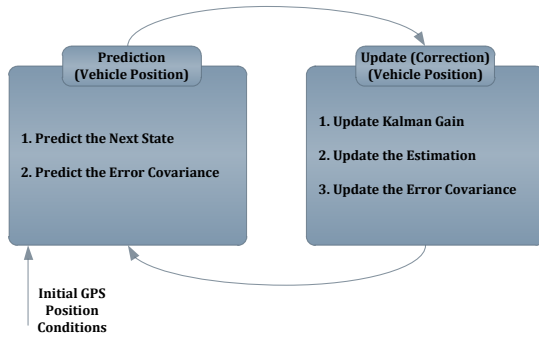 Prediction
(Vehicle Position)
1. Predict the Next State
2. Predict the Error Covariance
Update (Correction)
(Vehicle Position)
1. Update Kalman Gain
2. Update the Estimation
3. Update the Error Covariance
Initial GPS
Position
Conditions